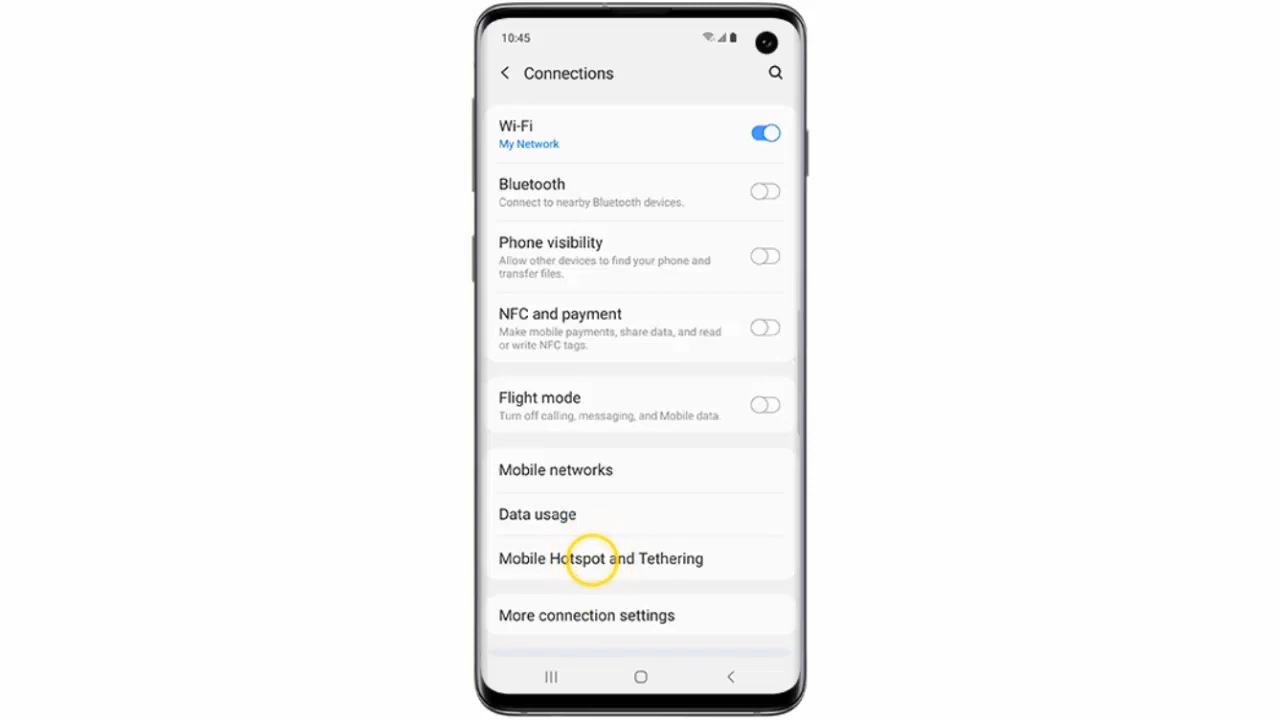 10:45
Connections
Wi-Fi
My Network
Bluetooth
Connect to nearby Bluetooth devices.
Phone visibility
Allow other devices to find your phone and
transfer files.
NFC and payment
Make mobile payments, share data, and read
or write NFC tags.
Flight mode
Turn off calling, messaging, and Mobile data.
Mobile networks
Data usage
Mobile Hotspot and Tethering
More connection settings